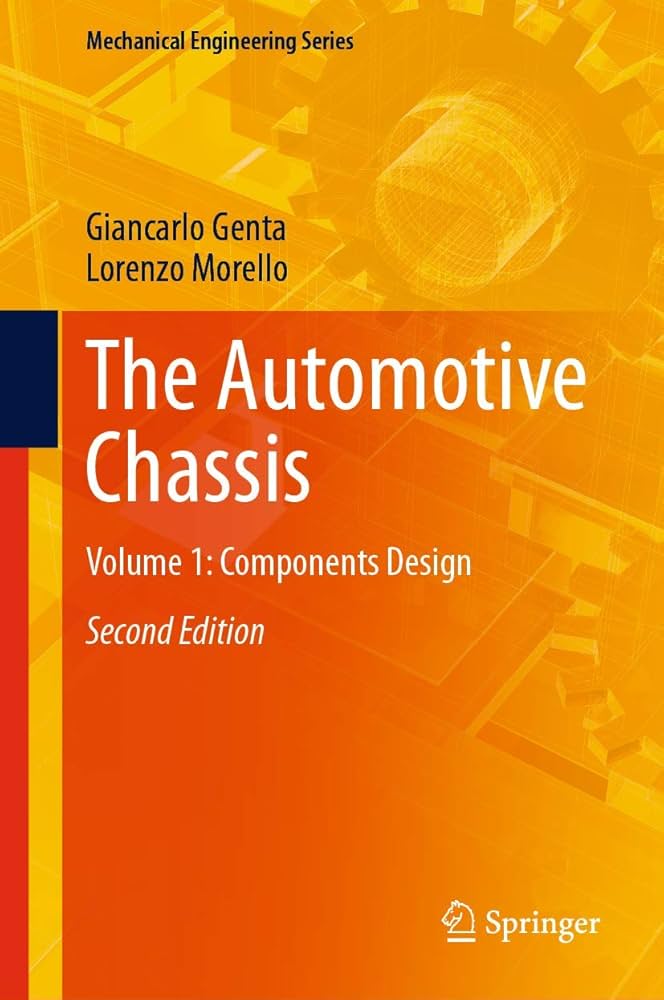 Mechanical Engineering Series
Giancarlo Genta
Lorenzo Morello
The Automotive
Chassis
Volume 1: Components Design
Second Edition
Springer